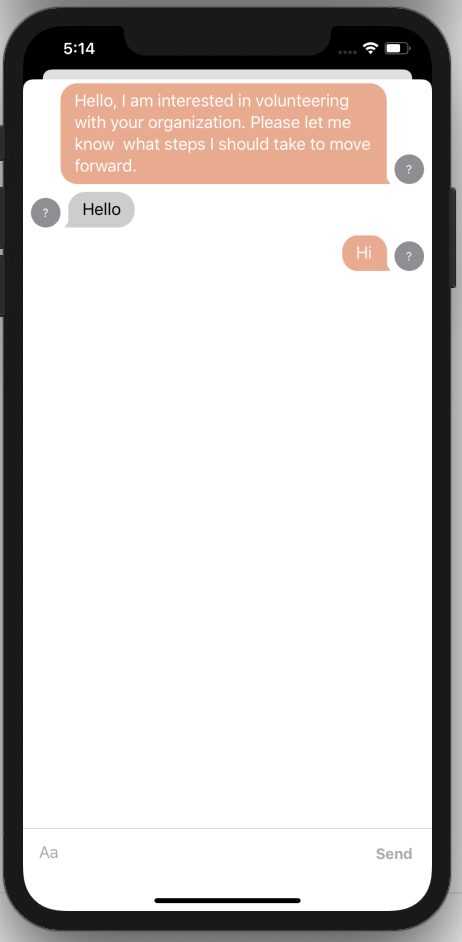 5:14
Hello, I am interested in volunteering
with your organization. Please let me
know  what steps I should take to move
forward.
?
?
Hello
Hi
?
Aa
Send